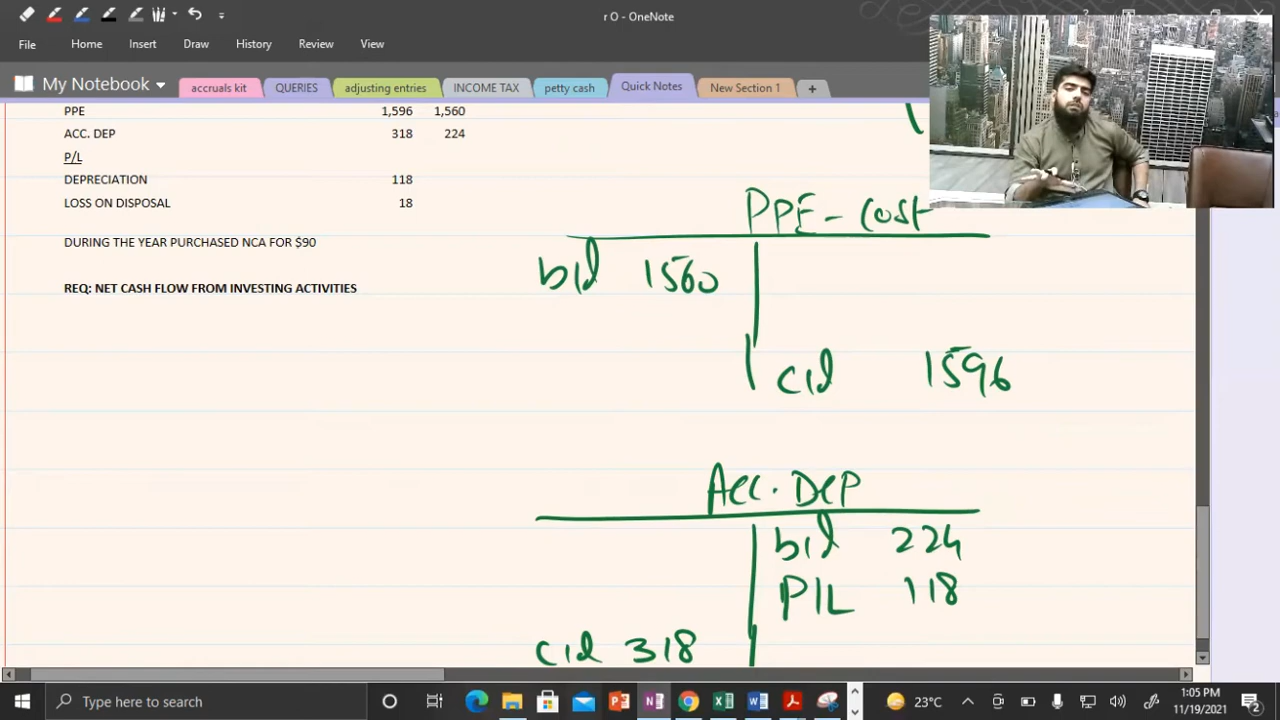 r O - OneNote
File Home Insert Draw History Review View
My Notebook accruals kit QUERIES adjusting entries INCOMETAX petty cash Quick Notes New Section 1
PPE 1,596 1,560
ACC. DEP 318 224
P/L
DEPRECIATION 118
LOSS ON DISPOSAL 18
DURING THE YEAR PURCHASED NCA FOR $90
REQ: NET CASH FLOW FROM INVESTING ACTIVITIES
PPE - Cost
b/d 1560
c/d 1596
Acc. Dep
b/d 224
P/L 118
c/d 318
Type here to search
23°C
1:05 PM
11/19/2021
2